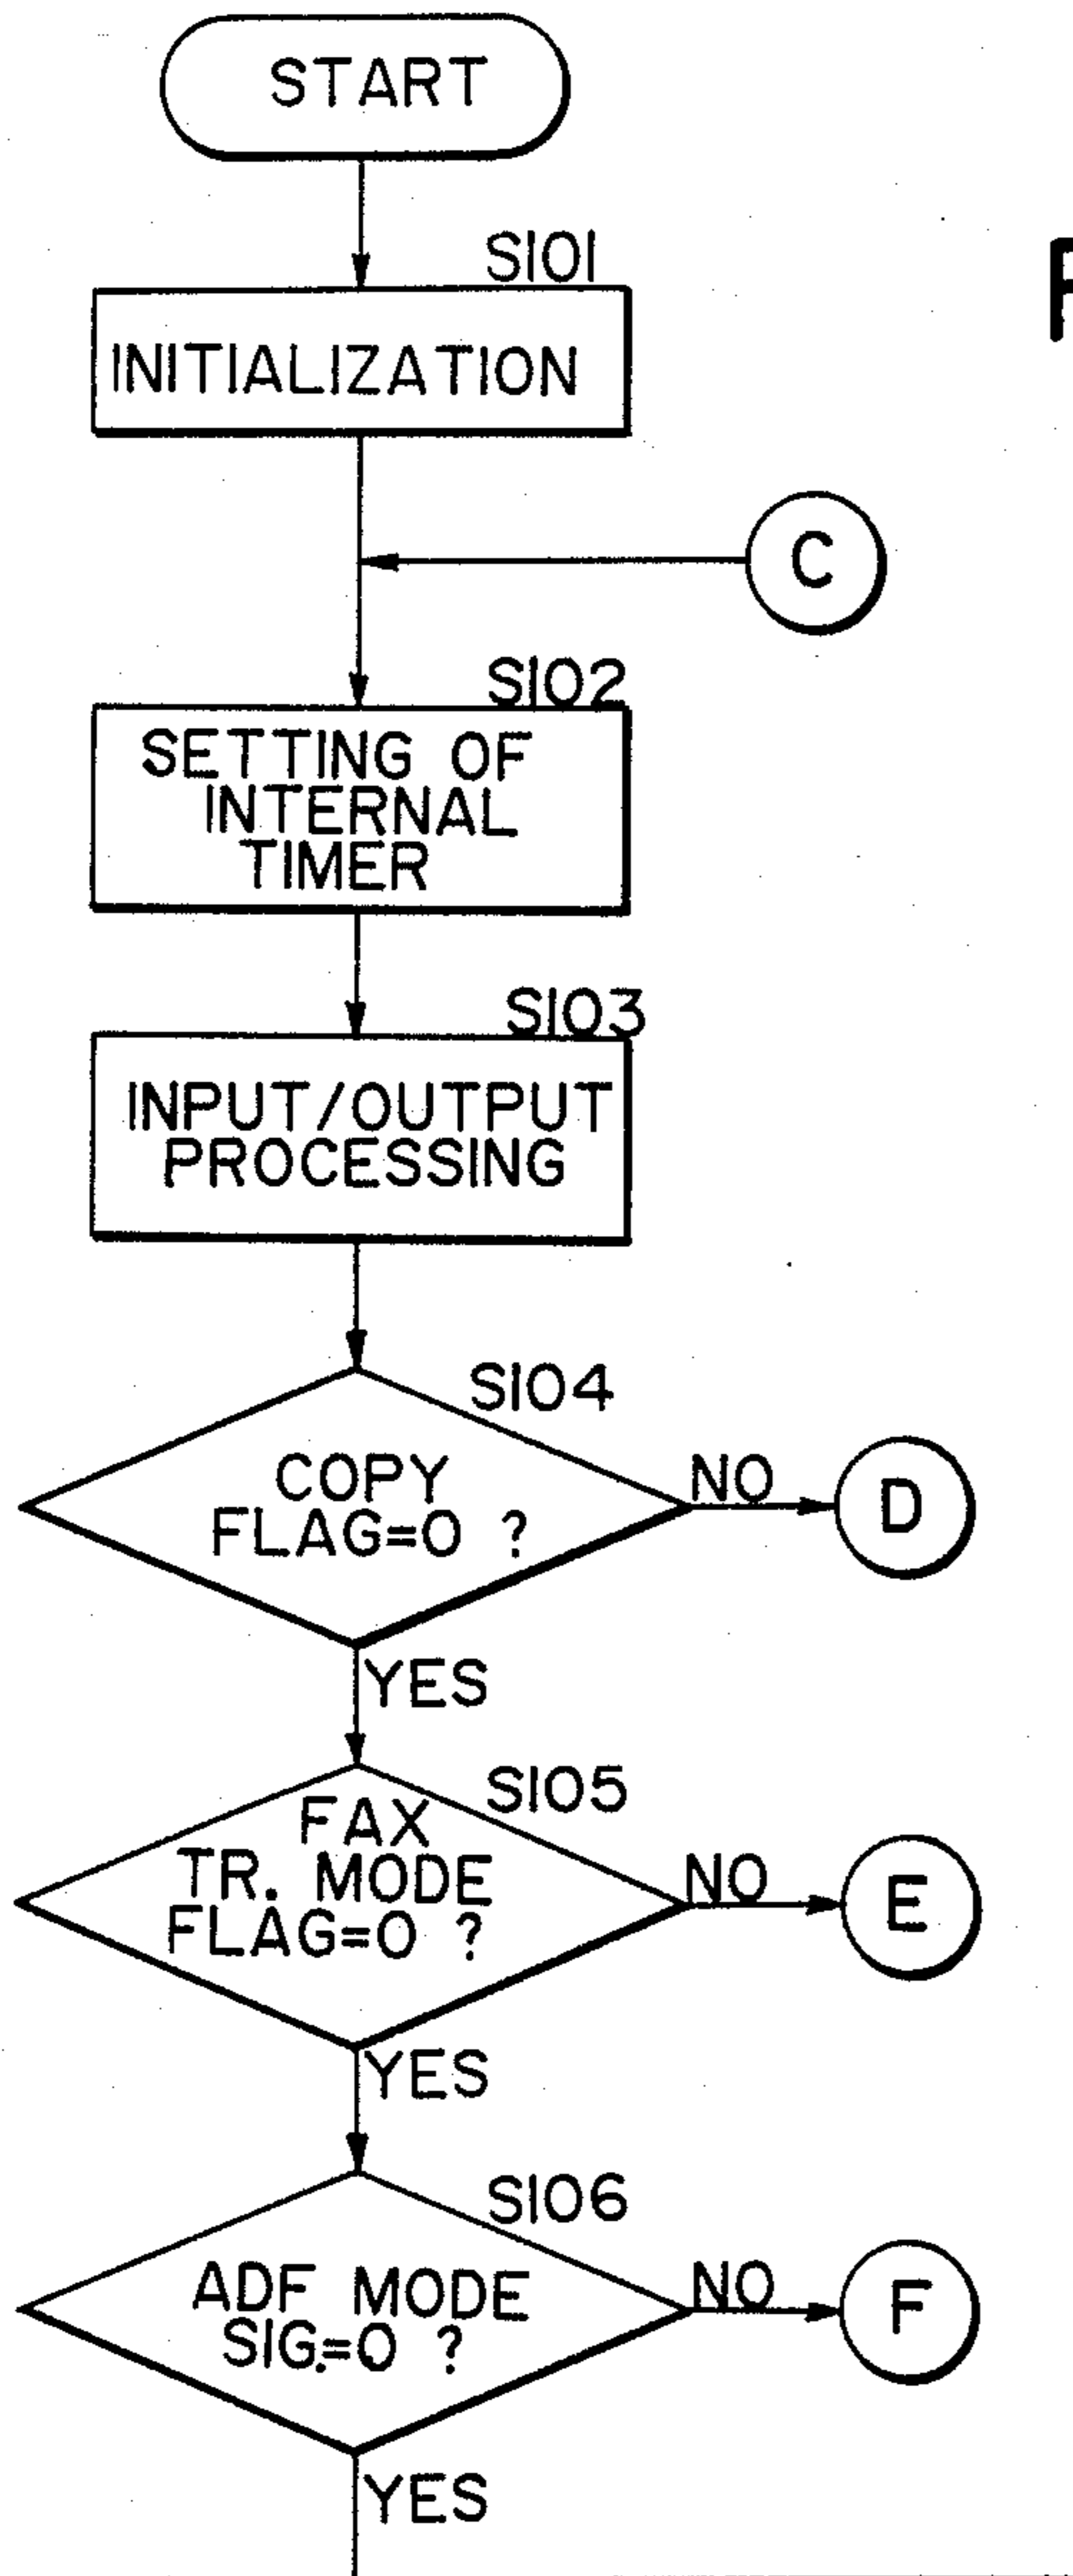 START
S101
INITIALIZATION
C
S102
SETTING OF
INTERNAL
TIMER
S103
INPUT/OUTPUT
PROCESSING
S104
COPY
FLAG=0 ?
NO
D
YES
S105
FAX
TR. MODE
FLAG=0 ?
NO
E
YES
S106
ADF MODE
SIG.=0 ?
NO
F
YES